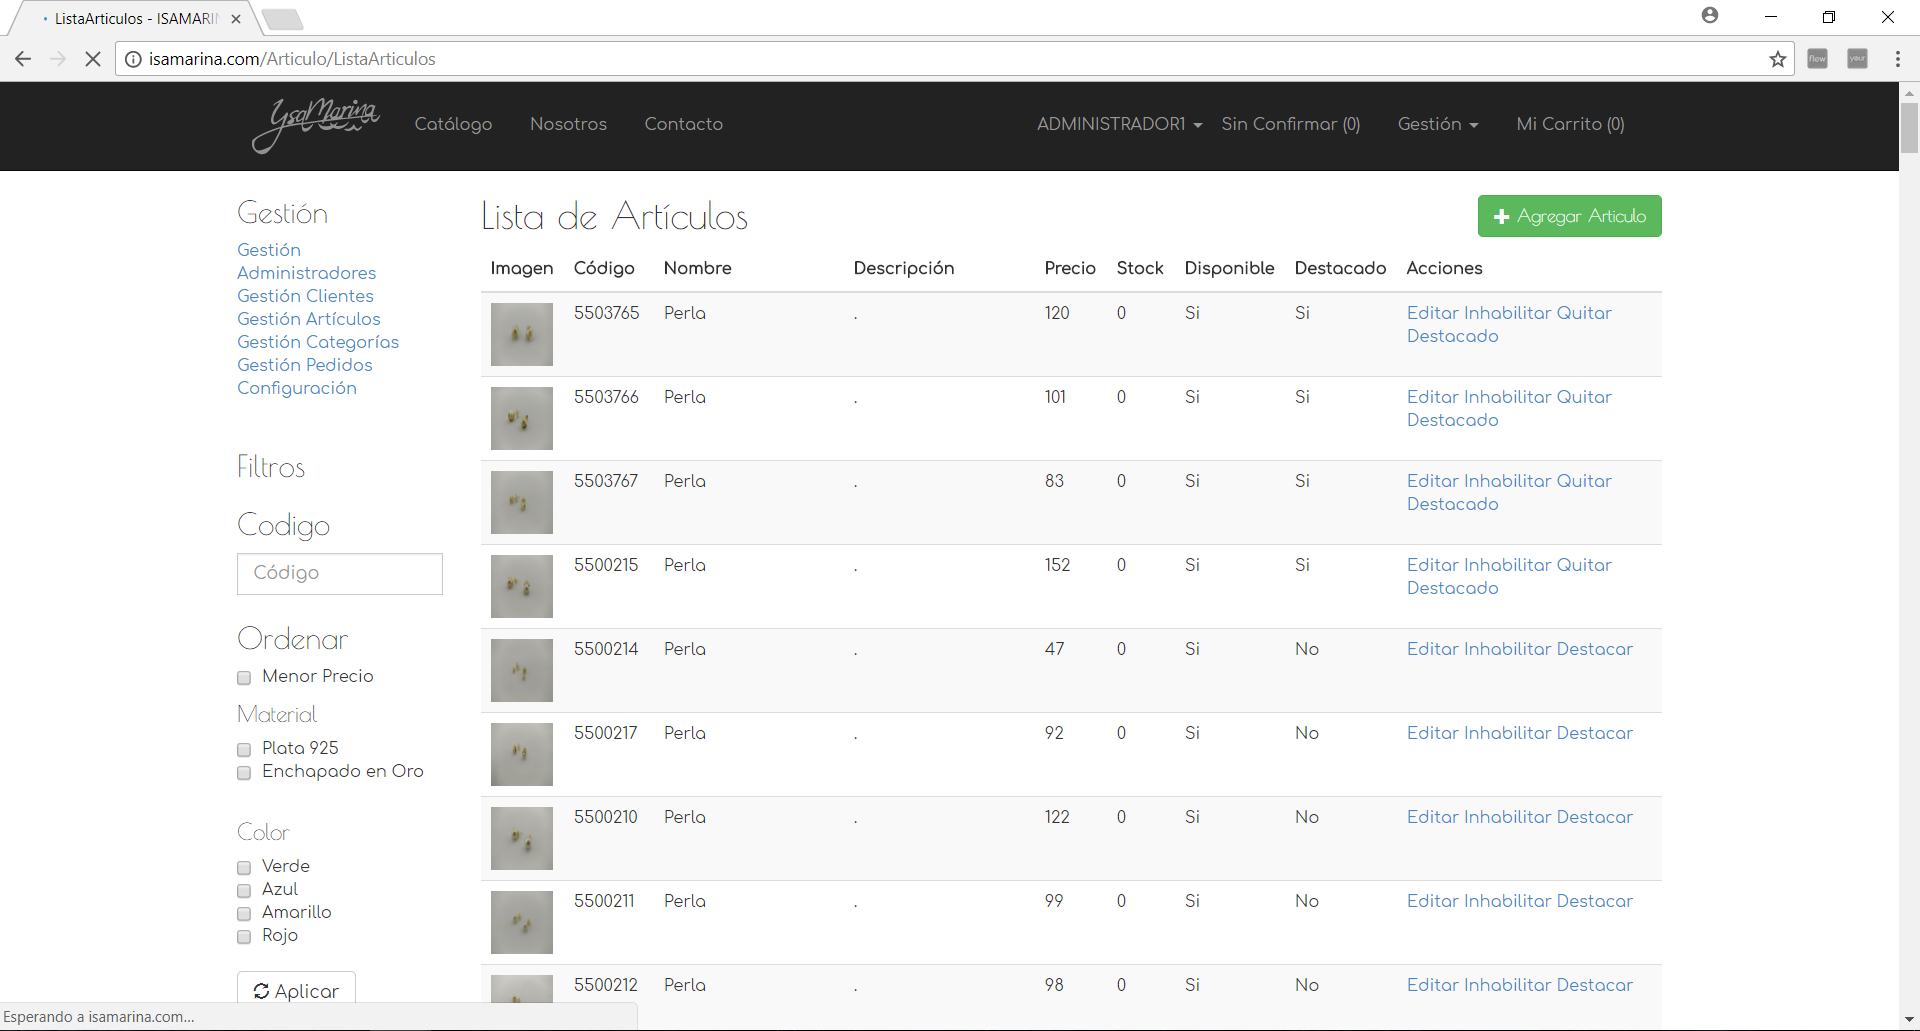 ListaArticulos - ISAMARIN
isamarina.com/Articulo/ListaArticulos
YsaMarina
Catálogo Nosotros Contacto ADMINISTRADOR1 Sin Confirmar (0) Gestión Mi Carrito (0)
Gestión
Gestión
Administradores
Gestión Clientes
Gestión Artículos
Gestión Categorías
Gestión Pedidos
Configuración
Filtros
Codigo
Código
Ordenar
Menor Precio
Material
Plata 925
Enchapado en Oro
Color
Verde
Azul
Amarillo
Rojo
Aplicar
Lista de Artículos
Agregar Articulo
Imagen Código Nombre Descripción Precio Stock Disponible Destacado Acciones
5503765 Perla . 120 0 Si Si Editar Inhabilitar Quitar
Destacado
5503766 Perla . 101 0 Si Si Editar Inhabilitar Quitar
Destacado
5503767 Perla . 83 0 Si Si Editar Inhabilitar Quitar
Destacado
5500215 Perla . 152 0 Si Si Editar Inhabilitar Quitar
Destacado
5500214 Perla . 47 0 Si No Editar Inhabilitar Destacar
5500217 Perla . 92 0 Si No Editar Inhabilitar Destacar
5500210 Perla . 122 0 Si No Editar Inhabilitar Destacar
5500211 Perla . 99 0 Si No Editar Inhabilitar Destacar
5500212 Perla . 98 0 Si No Editar Inhabilitar Destacar
Esperando a isamarina.com...